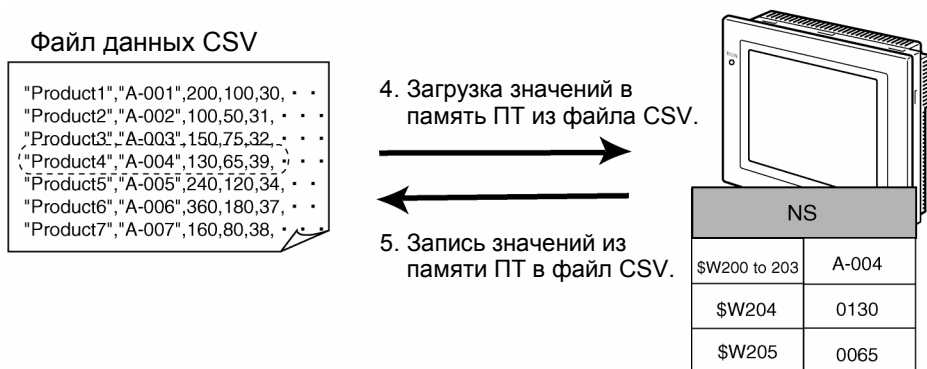 Файл данных CSV
"Product1","A-001",200,100,30, · ·
"Product2","A-002",100,50,31, · · ·
"Product3","A-003",150,75,32, · · ·
"Product4","A-004",130,65,39, · · ·
"Product5","A-005",240,120,34, · ·
"Product6","A-006",360,180,37, · ·
"Product7","A-007",160,80,38, · ·
4. Загрузка значений в
память ПТ из файла CSV.
5. Запись значений из
памяти ПТ в файл CSV.
RUN
NS
$W200 to 203 A-004
$W204 0130
$W205 0065